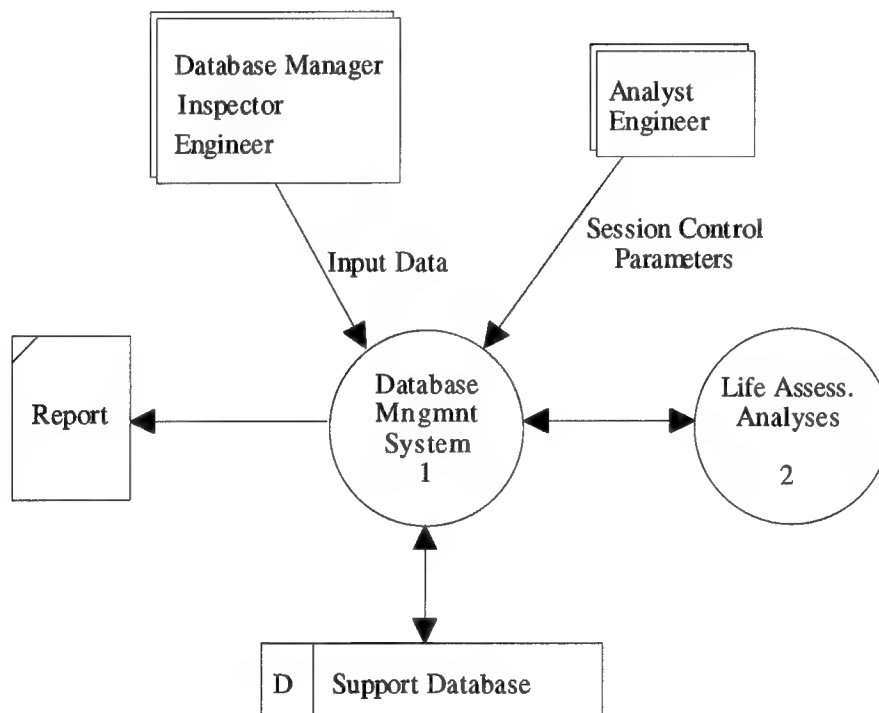 Database Manager
Inspector
Engineer
Analyst
Engineer
Input Data
Session Control
Parameters
Report
Database
Mngmnt
System
1
Life Assess.
Analyses
2
D
Support Database